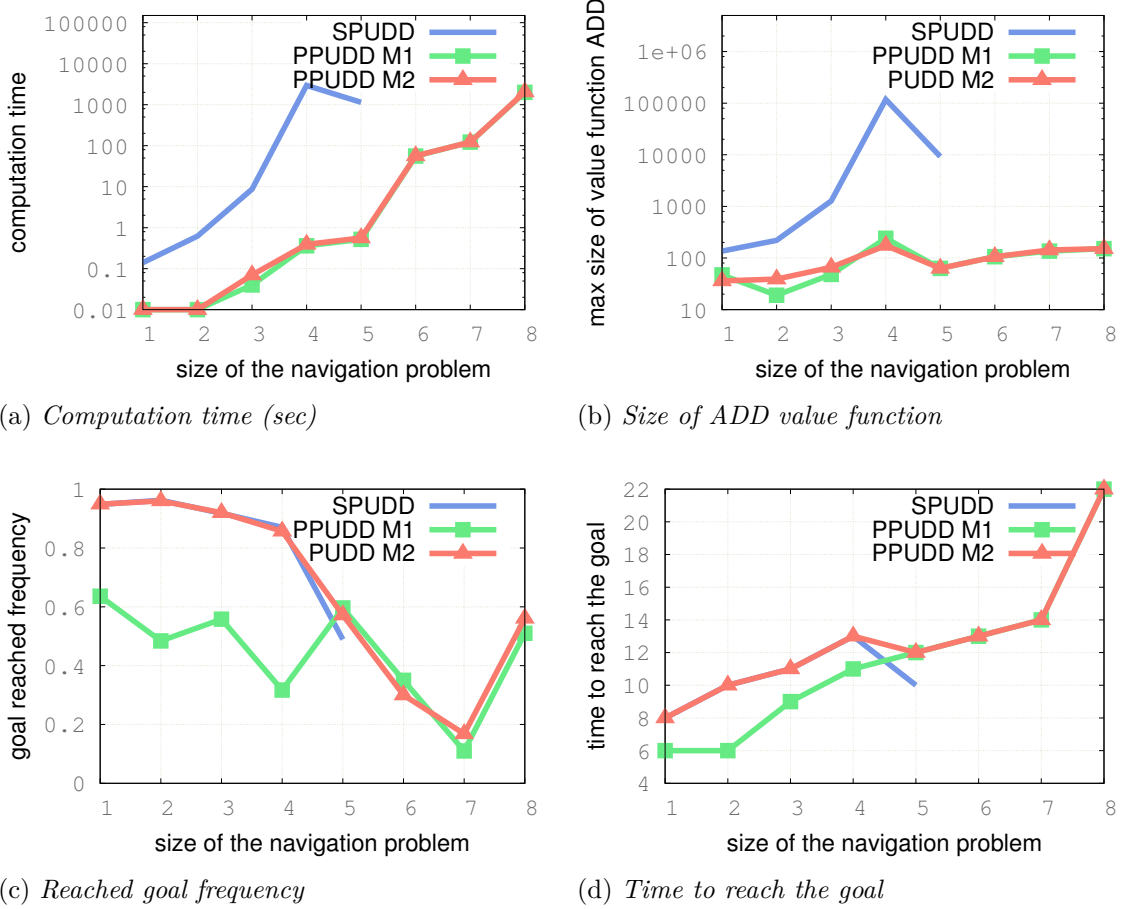 computation time
100000
10000
1000
100
10
1
0.1
0.01
SPUDD
PPUDD M1
PPUDD M2
1 2 3 4 5 6 7 8
size of the navigation problem
(a) Computation time (sec)
max size of value function ADD
1e+06
100000
10000
1000
100
10
SPUDD
PPUDD M1
PUDD M2
1 2 3 4 5 6 7 8
size of the navigation problem
(b) Size of ADD value function
goal reached frequency
1
0.8
0.6
0.4
0.2
0
SPUDD
PPUDD M1
PUDD M2
1 2 3 4 5 6 7 8
size of the navigation problem
(c) Reached goal frequency
time to reach the goal
22
20
18
16
14
12
10
8
6
4
SPUDD
PPUDD M1
PPUDD M2
1 2 3 4 5 6 7 8
size of the navigation problem
(d) Time to reach the goal